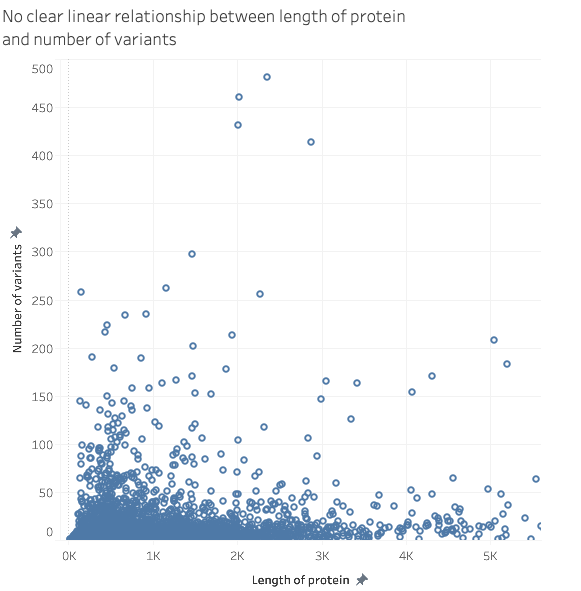 No clear linear relationship between length of protein
and number of variants
500
450
400
350
300
250
200
150
100
50
0
Number of variants
0K 1K 2K 3K 4K 5K
Length of protein